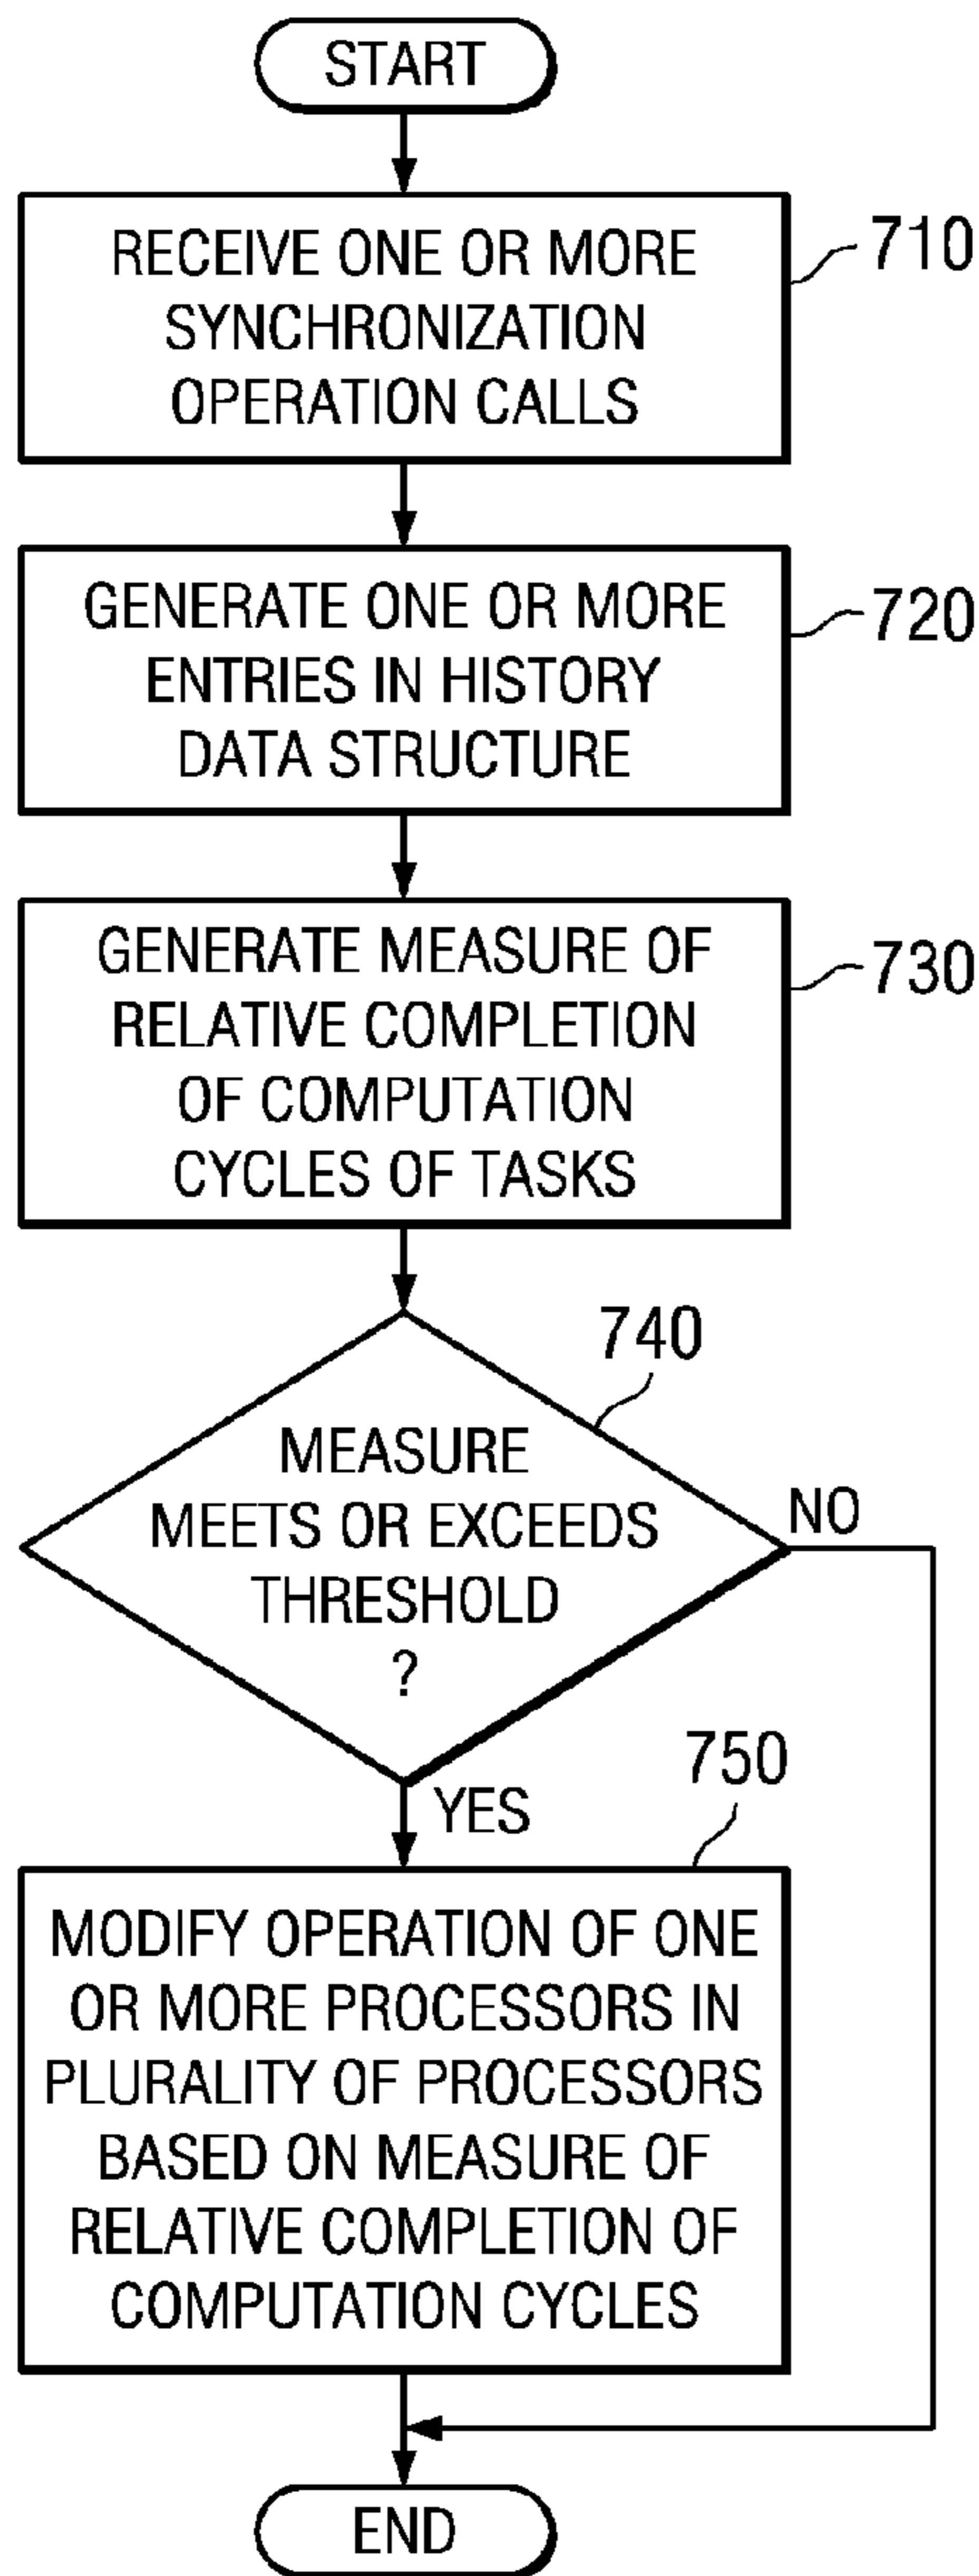 START
RECEIVE ONE OR MORE
SYNCHRONIZATION
OPERATION CALLS
710
GENERATE ONE OR MORE
ENTRIES IN HISTORY
DATA STRUCTURE
720
GENERATE MEASURE OF
RELATIVE COMPLETION
OF COMPUTATION
CYCLES OF TASKS
730
740
MEASURE
MEETS OR EXCEEDS
THRESHOLD
?
NO
YES
750
MODIFY OPERATION OF ONE
OR MORE PROCESSORS IN
PLURALITY OF PROCESSORS
BASED ON MEASURE OF
RELATIVE COMPLETION OF
COMPUTATION CYCLES
END